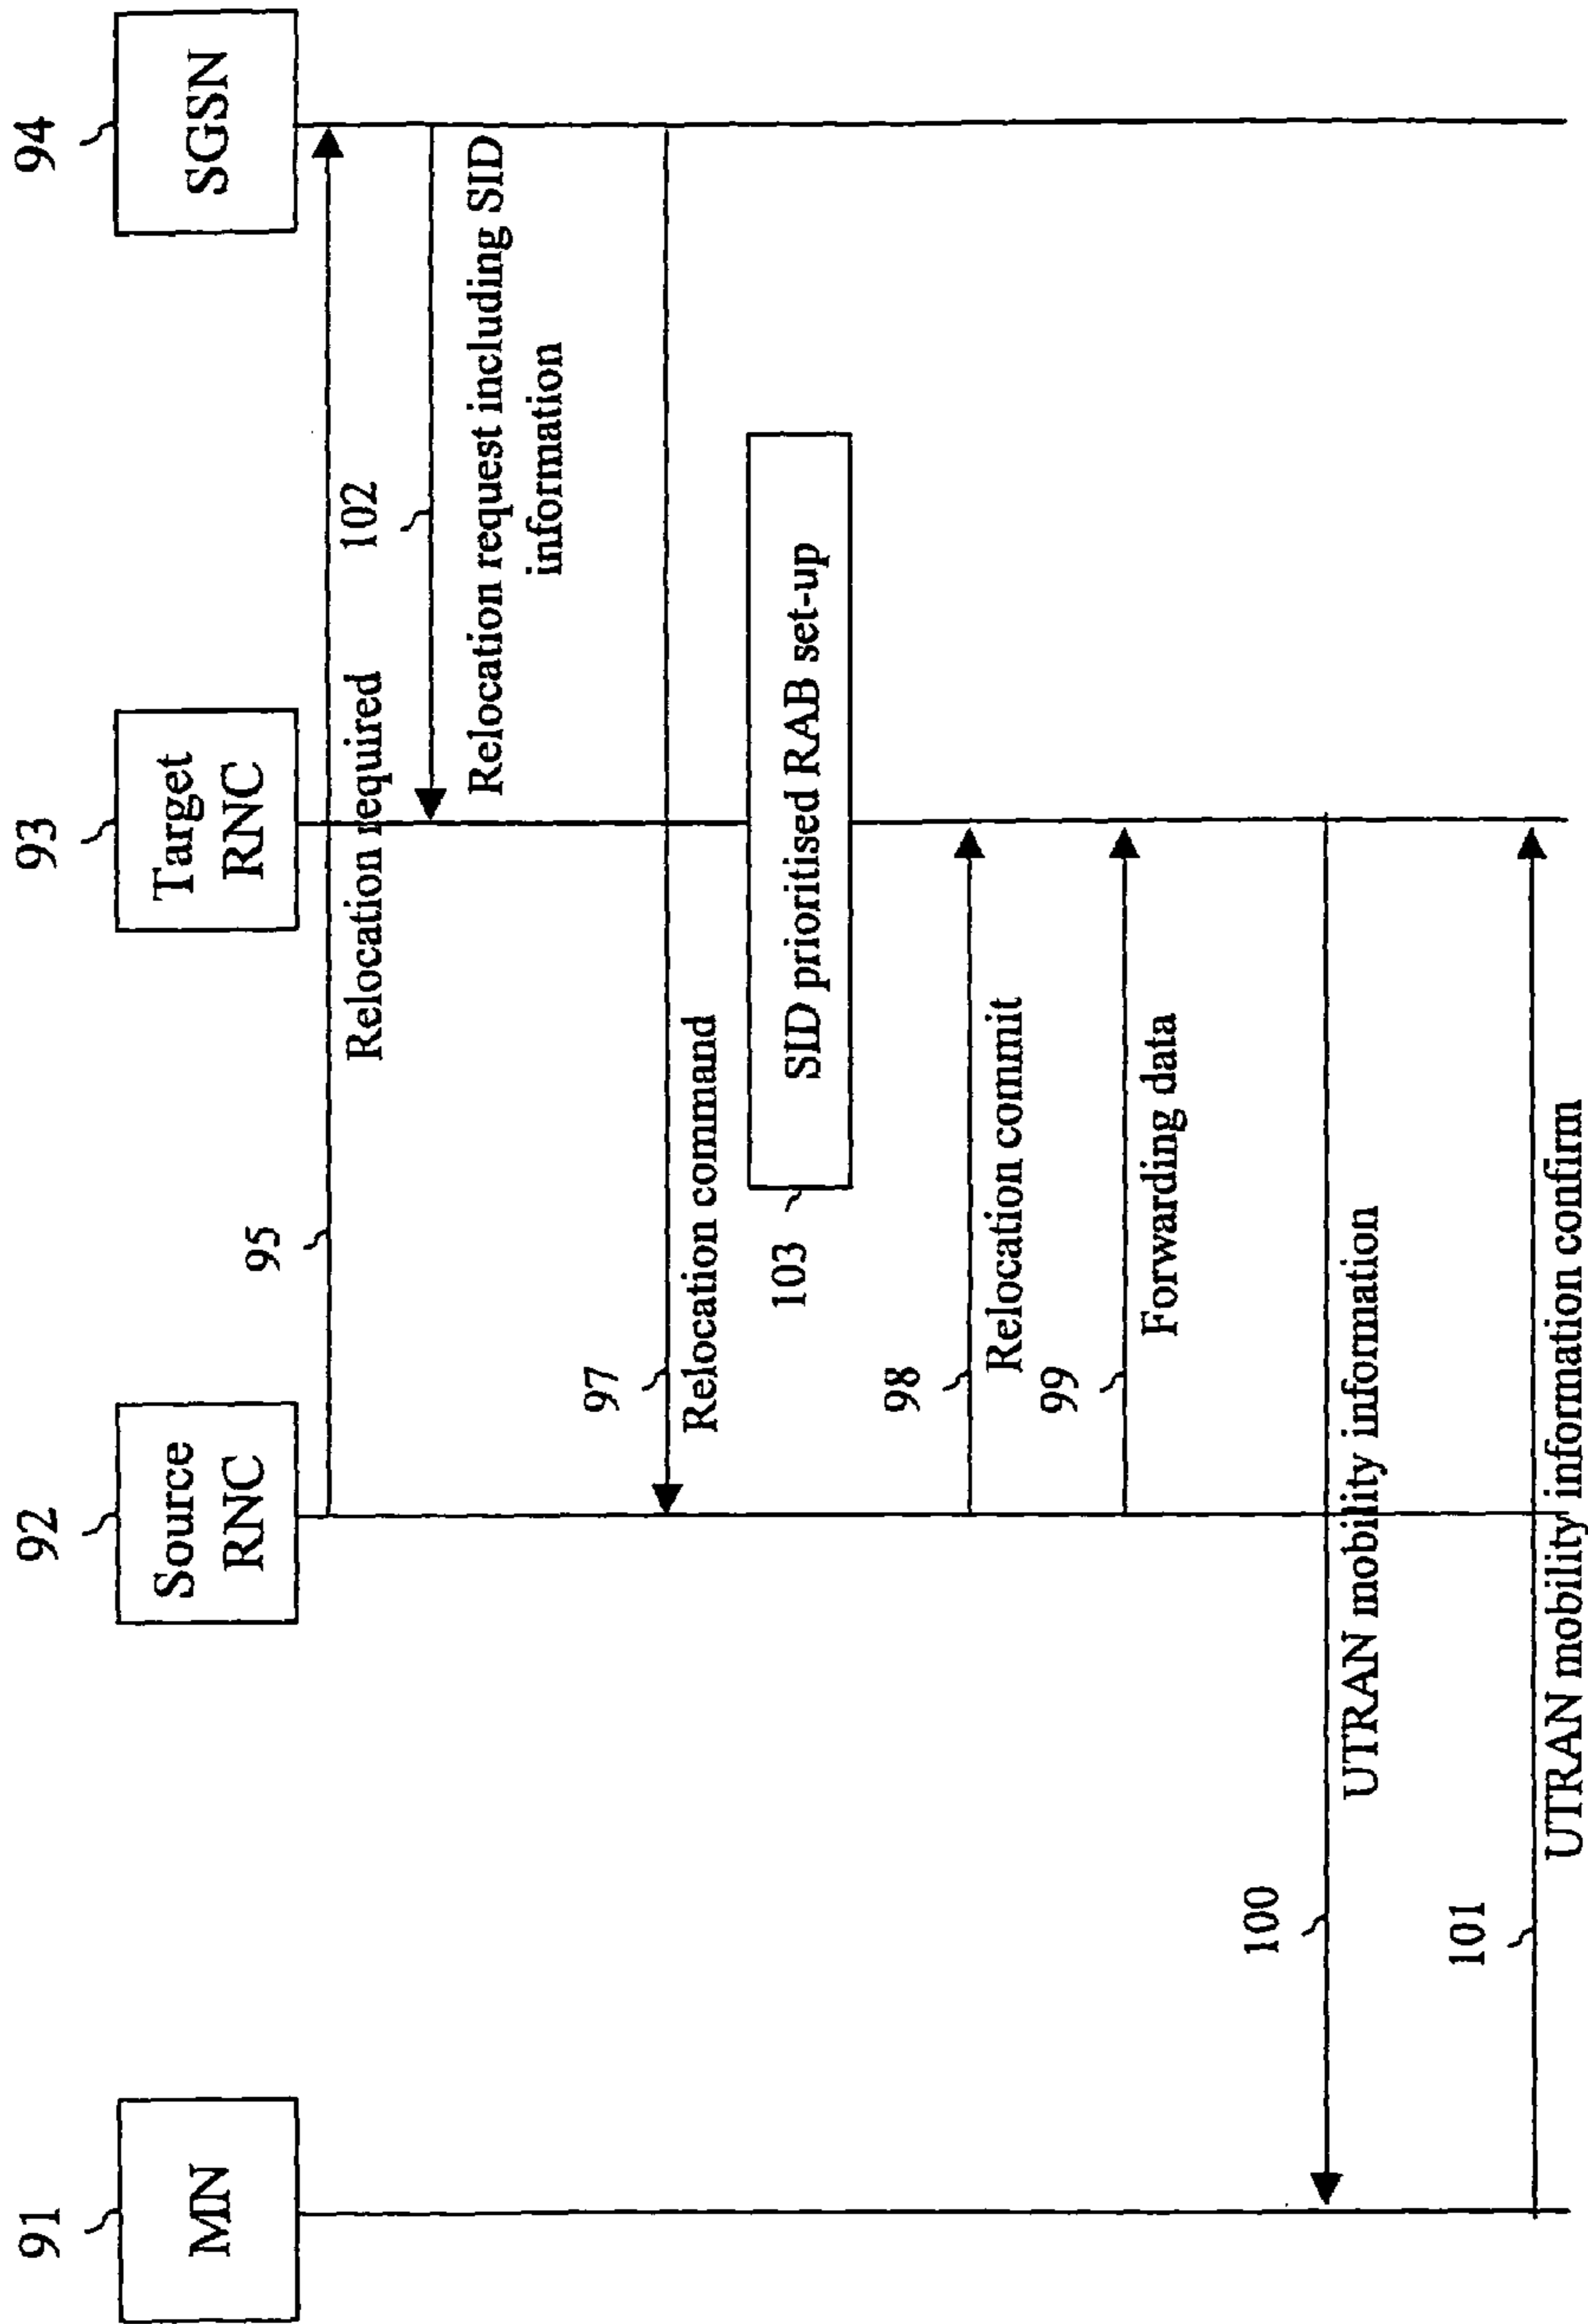 91
MN
92
Source
RNC
93
Target
RNC
94
SGSN
95
Relocation required
102
Relocation request including SID
information
97
Relocation command
103
SID prioritised RAB set-up
98
Relocation commit
99
Forwarding data
100
UTRAN mobility information
101
UTRAN mobility information confirm